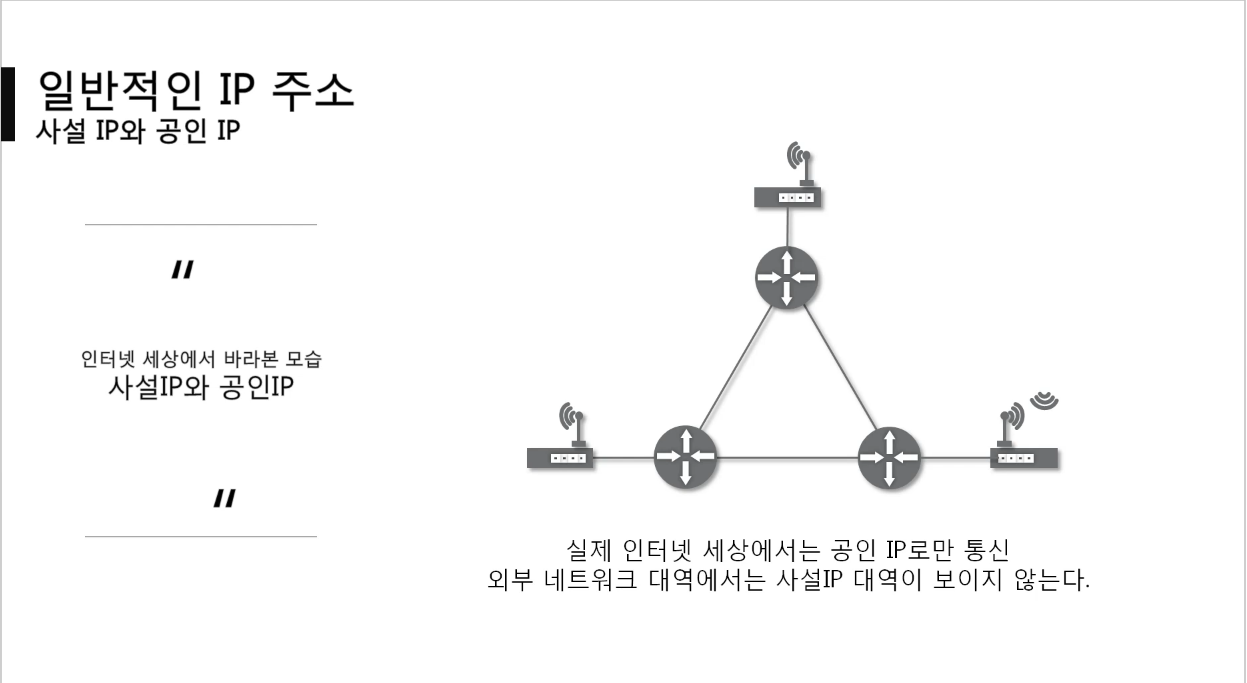 일반적인 IP 주소
사설 IP와 공인 IP
"
인터넷 세상에서 바라본 모습
사설IP와 공인IP
"
실제 인터넷 세상에서는 공인 IP로만 통신
외부 네트워크 대역에서는 사설IP 대역이 보이지 않는다.